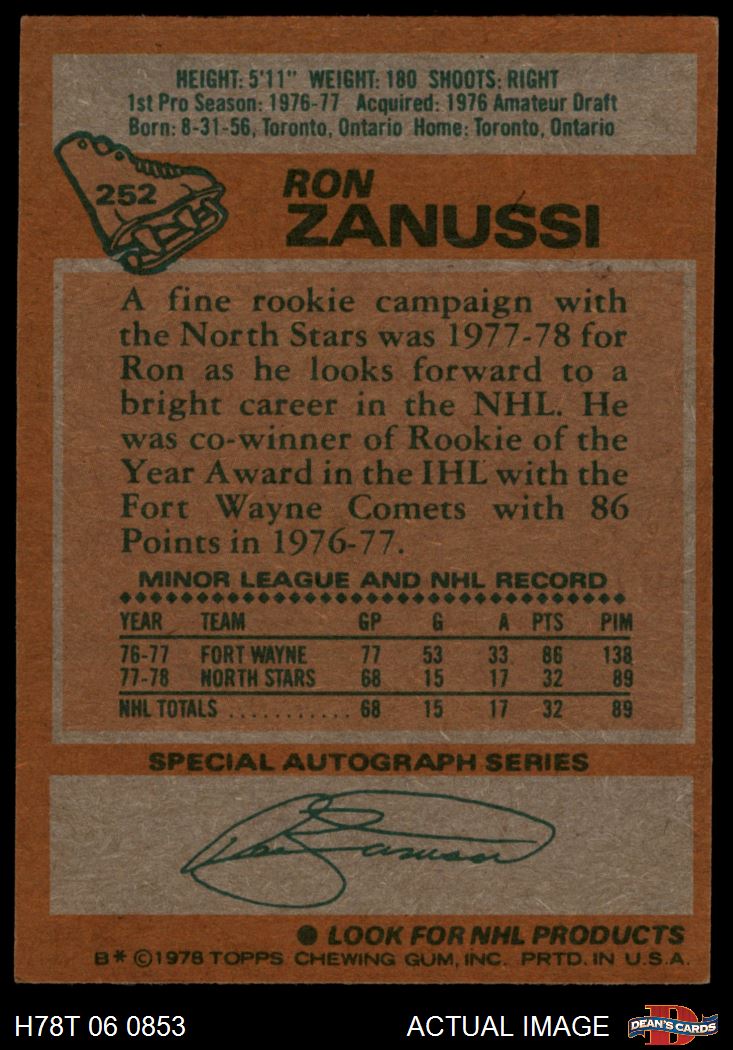 HEIGHT: 5'11" WEIGHT: 180 SHOOTS: RIGHT
1st Pro Season: 1976-77 Acquired: 1976 Amateur Draft
Born: 8-31-56, Toronto, Ontario Home: Toronto, Ontario
252
RON
ZANUSSI
A fine rookie campaign with
the North Stars was 1977-78 for
Ron as he looks forward to a
bright career in the NHL. He
was co-winner of Rookie of the
Year Award in the IHL with the
Fort Wayne Comets with 86
Points in 1976-77.
MINOR LEAGUE AND NHL RECORD
YEAR TEAM GP G A PTS PIM
76-77 FORT WAYNE 77 53 33 86 138
77-78 NORTH STARS 68 15 17 32 89
NHL TOTALS ........... 68 15 17 32 89
SPECIAL AUTOGRAPH SERIES
Ron Zanussi
● LOOK FOR NHL PRODUCTS
B* ©1978 TOPPS CHEWING GUM, INC. PRTD. IN U.S.A.
H78T 06 0853 ACTUAL IMAGE D DEAN'S CARDS